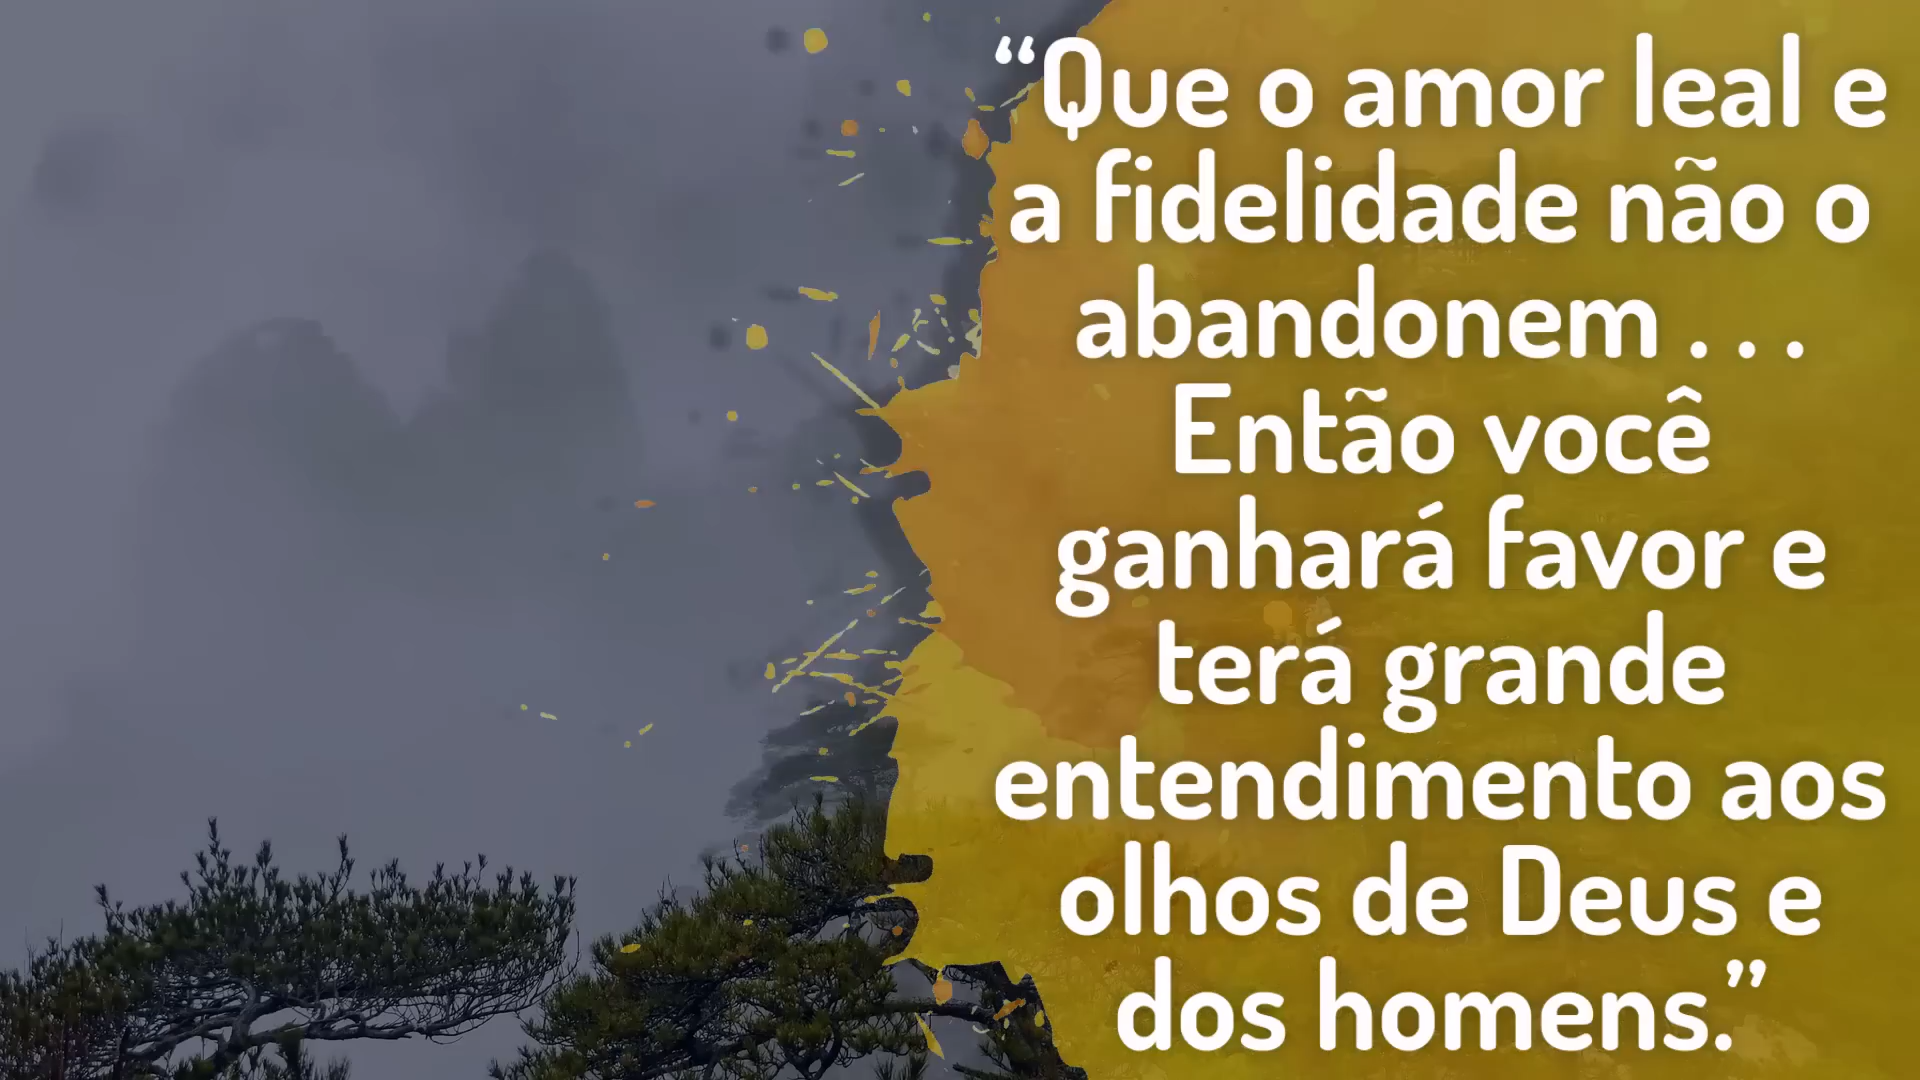 “Que o amor leal e
a fidelidade não o
abandonem . . .
Então você
ganhará favor e
terá grande
entendimento aos
olhos de Deus e
dos homens.”